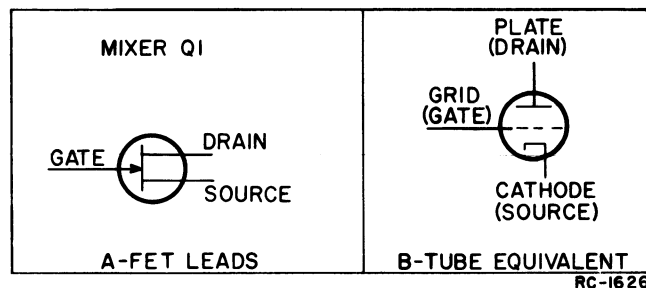 MIXER Q1
GATE
DRAIN
SOURCE
A-FET LEADS
PLATE
(DRAIN)
GRID
(GATE)
CATHODE
(SOURCE)
B-TUBE EQUIVALENT
RC-1626